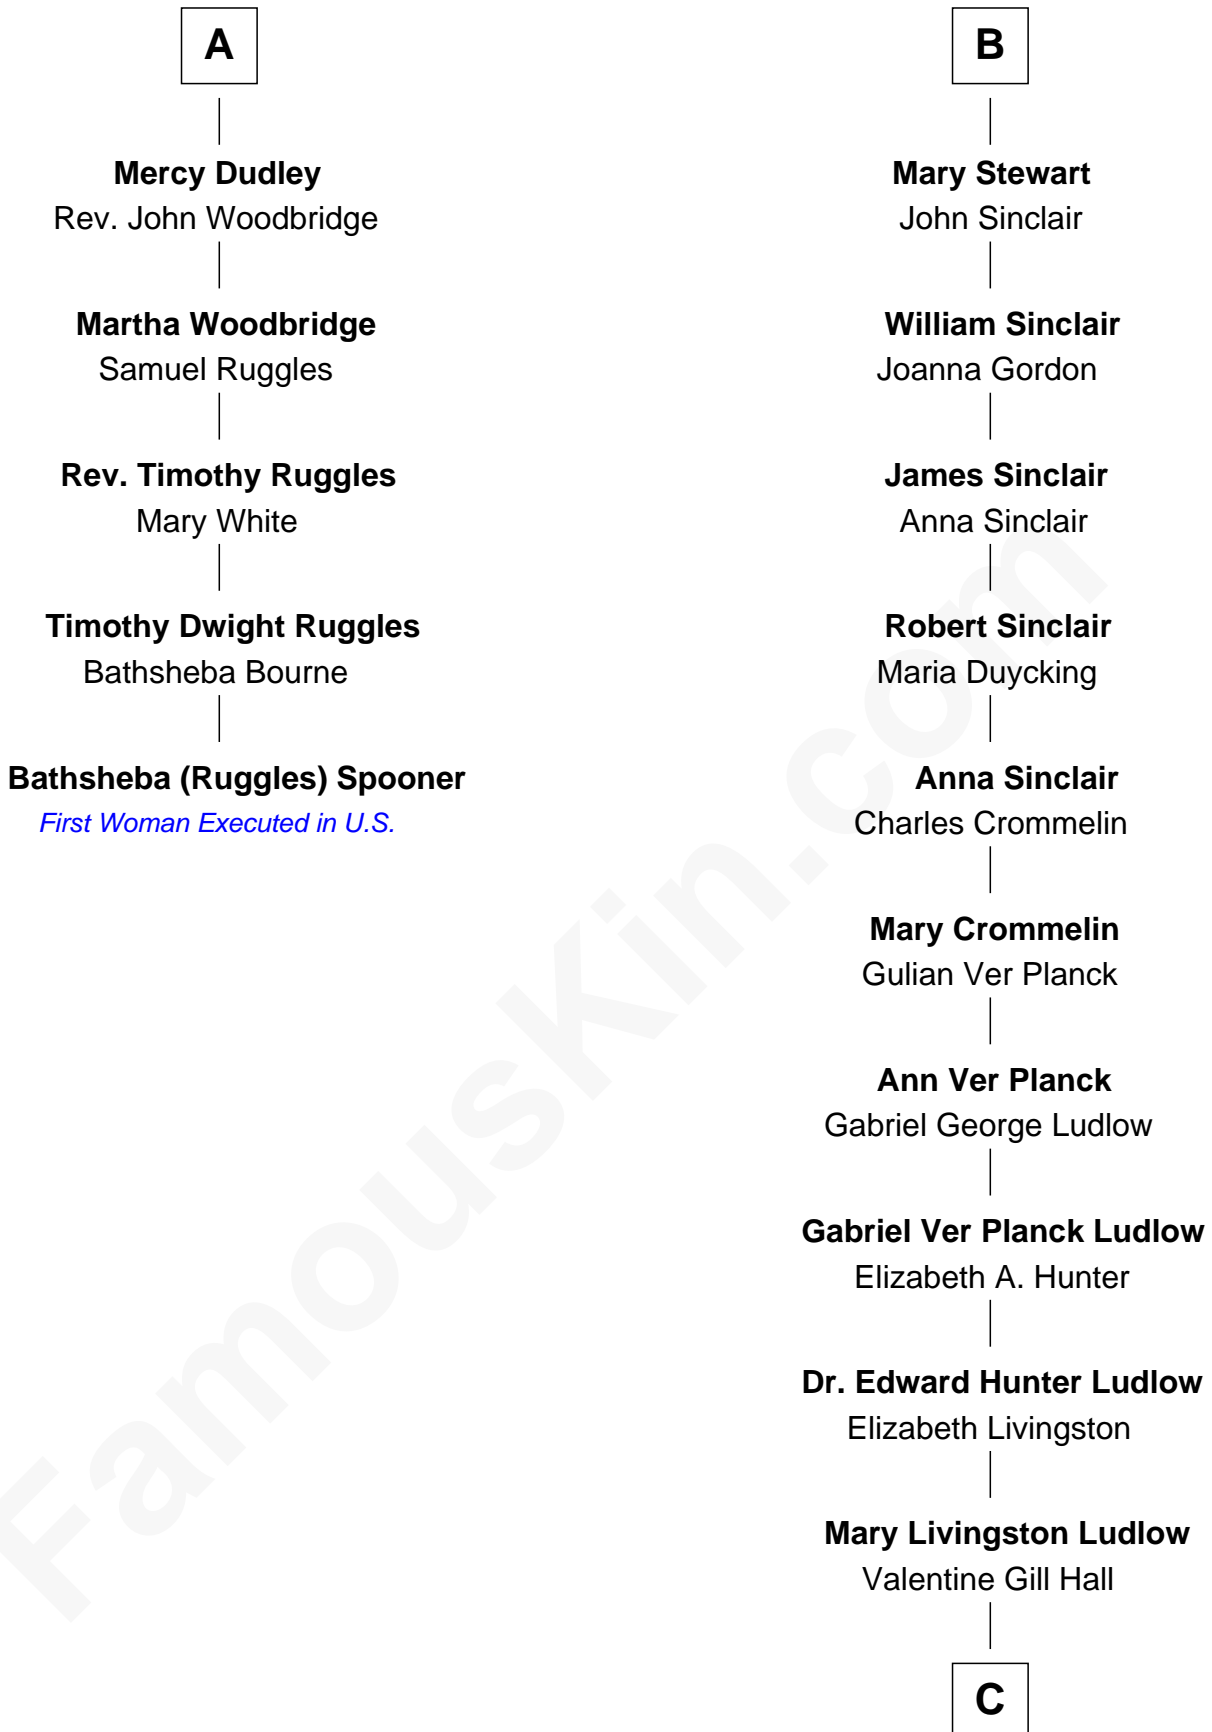 A
Mercy Dudley
Rev. John Woodbridge
Martha Woodbridge
Samuel Ruggles
Rev. Timothy Ruggles
Mary White
Timothy Dwight Ruggles
Bathsheba Bourne
Bathsheba (Ruggles) Spooner
First Woman Executed in U.S.
B
Mary Stewart
John Sinclair
William Sinclair
Joanna Gordon
James Sinclair
Anna Sinclair
Robert Sinclair
Maria Duycking
Anna Sinclair
Charles Crommelin
Mary Crommelin
Gulian Ver Planck
Ann Ver Planck
Gabriel George Ludlow
Gabriel Ver Planck Ludlow
Elizabeth A. Hunter
Dr. Edward Hunter Ludlow
Elizabeth Livingston
Mary Livingston Ludlow
Valentine Gill Hall
C
FamousKin.com